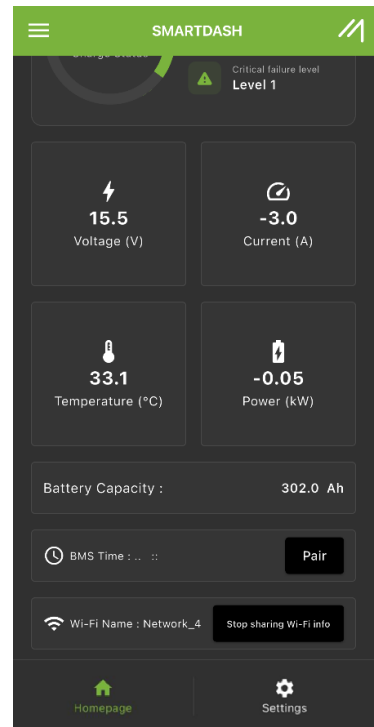 SMARTDASH
Charge Status
Critical failure level
Level 1
15.5
Voltage (V)
-3.0
Current (A)
33.1
Temperature (°C)
-0.05
Power (kW)
Battery Capacity :
302.0 Ah
BMS Time : .. ::
Pair
Wi-Fi Name : Network_4
Stop sharing Wi-Fi info
Homepage
Settings